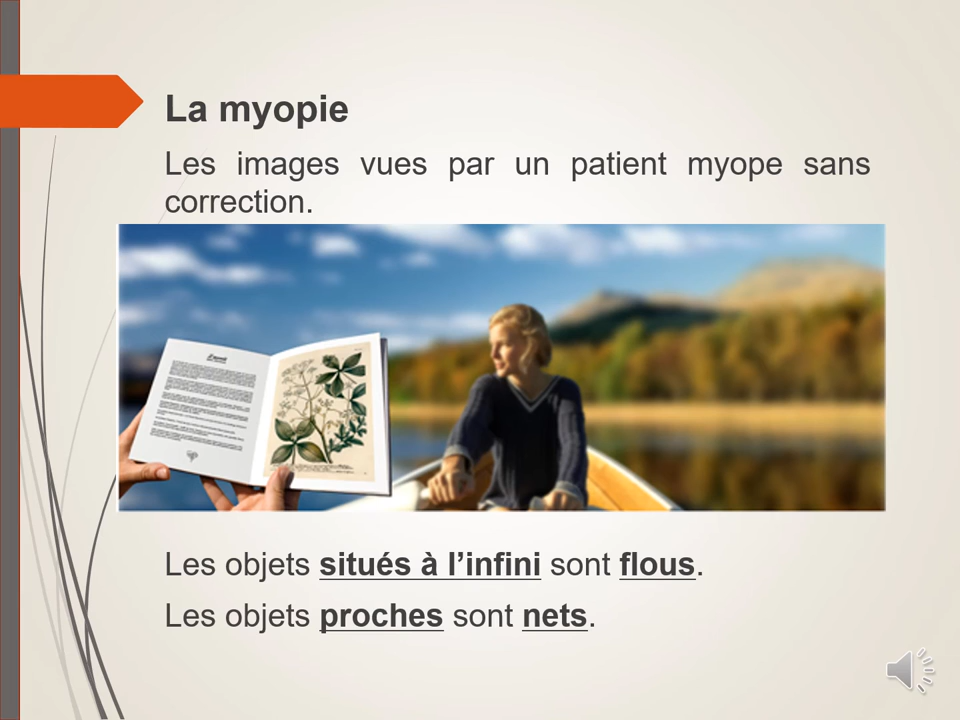 La myopie
Les images vues par un patient myope sans
correction.
Les objets situés à l’infini sont flous.
Les objets proches sont nets.